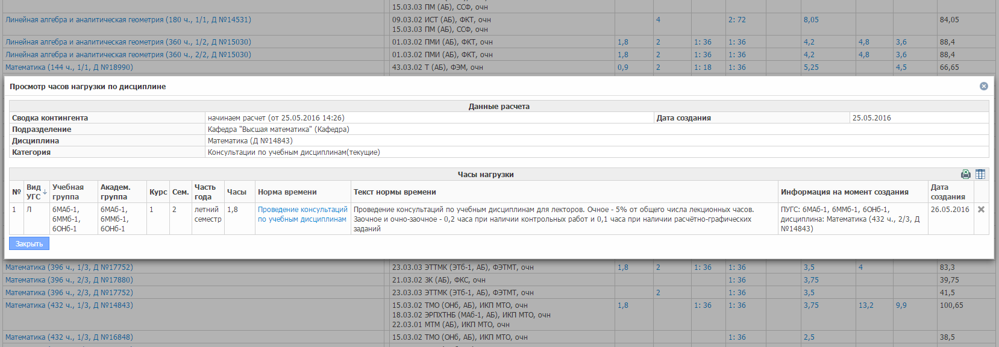 15.03.03 ПМ (АБ), ССФ, очн
Линейная алгебра и аналитическая геометрия (180 ч., 1/1, Д №14531) 09.03.02 ИСТ (АБ), ФКТ, очн 4 2: 72 8,05 84,05
15.03.03 ПМ (АБ), ССФ, очн
Линейная алгебра и аналитическая геометрия (360 ч., 1/2, Д №15030) 01.03.02 ПМИ (АБ), ФКТ, очн 1,8 2 1: 36 1: 36 4,2 4,8 3,6 88,4
Линейная алгебра и аналитическая геометрия (360 ч., 2/2, Д №15030) 01.03.02 ПМИ (АБ), ФКТ, очн 1,8 2 1: 36 1: 36 4,2 4,8 3,6 88,4
Математика (144 ч., 1/1, Д №18990) 43.03.02 Т (АБ), ФЭМ, очн 0,9 2 1: 18 1: 36 5,25 4,5 66,65
Просмотр часов нагрузки по дисциплине
Данные расчета
Сводка контингента начинаем расчет (от 25.05.2016 14:26) Дата создания 25.05.2016
Подразделение Кафедра "Высшая математика" (Кафедра)
Дисциплина Математика (Д №14843)
Категория Консультации по учебным дисциплинам(текущие)
Часы нагрузки
№ Вид УГС Учебная группа Академ. группа Курс Сем. Часть года Часы Норма времени Текст нормы времени Информация на момент создания Дата создания
1 Л 6МАб-1, 6МАб-1, 1 2 летний 1,8 Проведение консультаций Проведение консультаций по учебным дисциплинам для лекторов. Очное - 5% от общего числа лекционных часов. ПУГС: 6МАб-1, 6ММб-1, 6ОНб-1, 26.05.2016
6ММб-1, 6ММб-1, семестр по учебным дисциплинам Заочное и очно-заочное - 0,2 часа при наличии контрольных работ и 0,1 часа при наличии расчётно-графических дисциплина: Математика (432 ч., 2/3, Д
6ОНб-1 6ОНб-1 заданий №14843)
Закрыть
Математика (396 ч., 1/3, Д №17752) 23.03.03 ЭТТМК (ЭТб-1, АБ), ФЭТМТ, очн 1,8 2 1: 36 1: 36 3,5 4 83,3
Математика (396 ч., 2/3, Д №17880) 21.03.02 ЗК (АБ), ФКС, очн 1: 36 3,75 39,75
Математика (396 ч., 2/3, Д №17752) 23.03.03 ЭТТМК (ЭТб-1, АБ), ФЭТМТ, очн 2 1: 36 3,5 41,5
Математика (432 ч., 1/3, Д №14843) 15.03.02 ТМО (ОНб, АБ), ИКП МТО, очн 1,8 1: 36 1: 36 3,75 13,2 9,9 100,65
18.03.02 ЭРПХТНБ (МАб-1, АБ), ИКП МТО, очн
22.03.01 МТМ (АБ), ИКП МТО, очн
Математика (432 ч., 1/3, Д №16848) 15.03.02 ТМО (ОНб, АБ), ИКП МТО, очн 1: 36 2,5 38,5